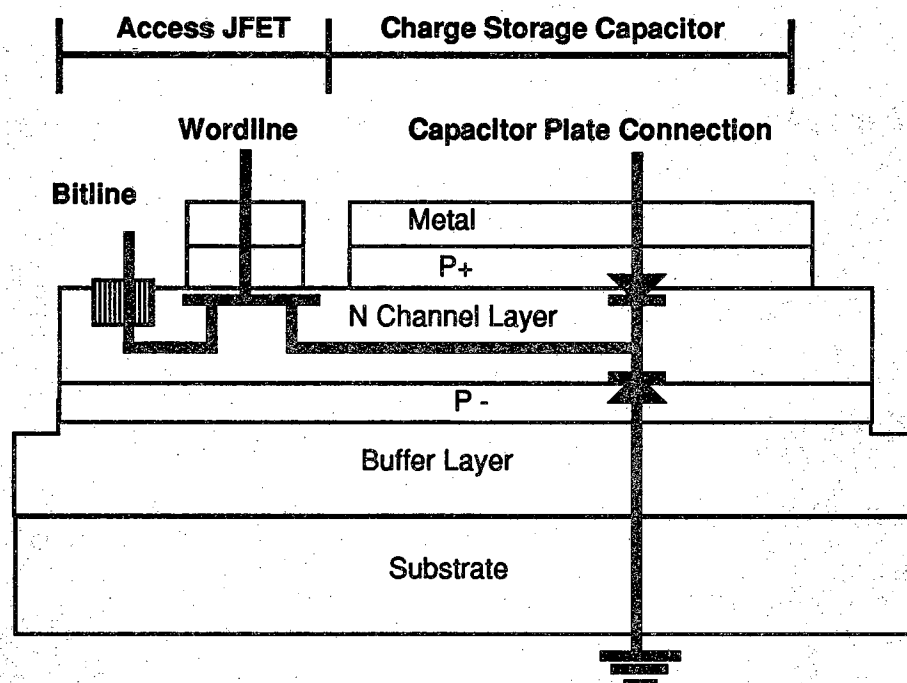 Access JFET
Charge Storage Capacitor
Wordline
Capacitor Plate Connection
Bitline
Metal
P+
N Channel Layer
P -
Buffer Layer
Substrate